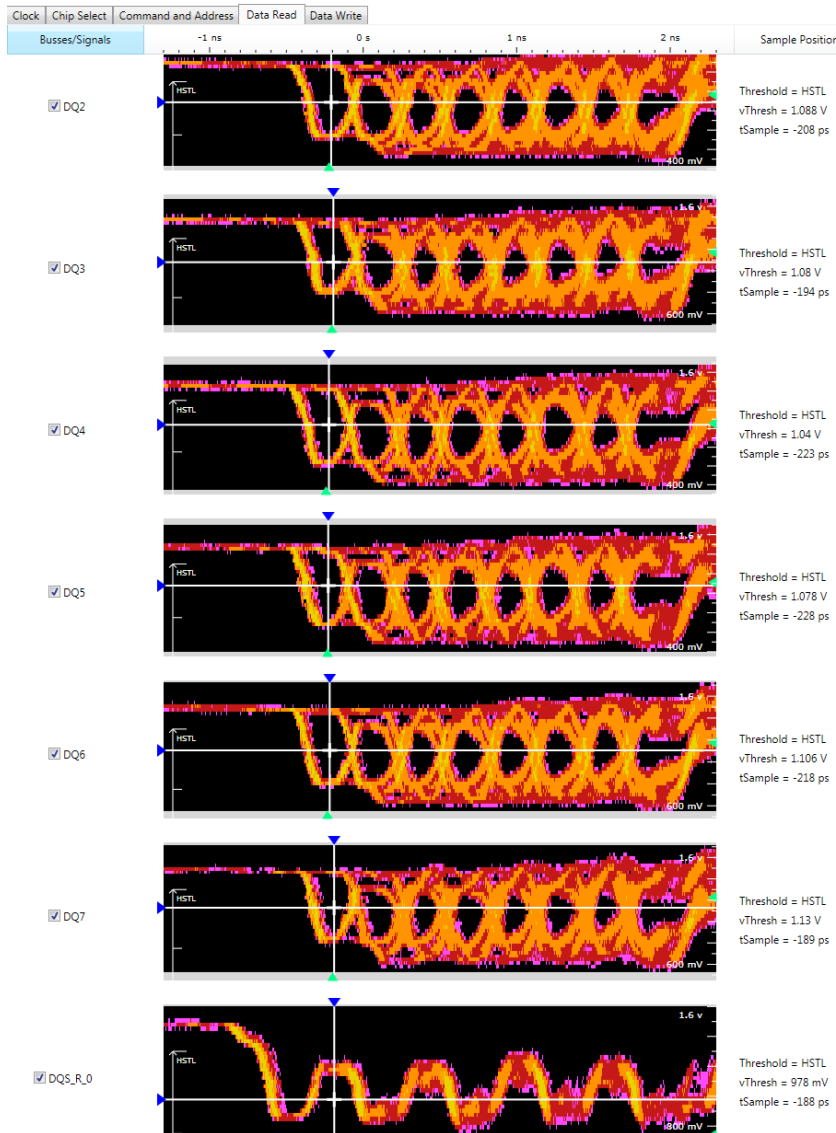 Clock Chip Select Command and Address Data Read Data Write
Busses/Signals -1 ns 0 s 1 ns 2 ns Sample Position
DQ2
HSTL
400 mV
Threshold = HSTL
vThresh = 1.088 V
tSample = -208 ps
DQ3
HSTL
1.6 v
600 mV
Threshold = HSTL
vThresh = 1.08 V
tSample = -194 ps
DQ4
HSTL
1.6 v
400 mV
Threshold = HSTL
vThresh = 1.04 V
tSample = -223 ps
DQ5
HSTL
1.6 v
400 mV
Threshold = HSTL
vThresh = 1.078 V
tSample = -228 ps
DQ6
HSTL
1.6 v
600 mV
Threshold = HSTL
vThresh = 1.106 V
tSample = -218 ps
DQ7
HSTL
1.6 v
600 mV
Threshold = HSTL
vThresh = 1.13 V
tSample = -189 ps
DQS_R_0
HSTL
1.6 v
800 mV
Threshold = HSTL
vThresh = 978 mV
tSample = -188 ps